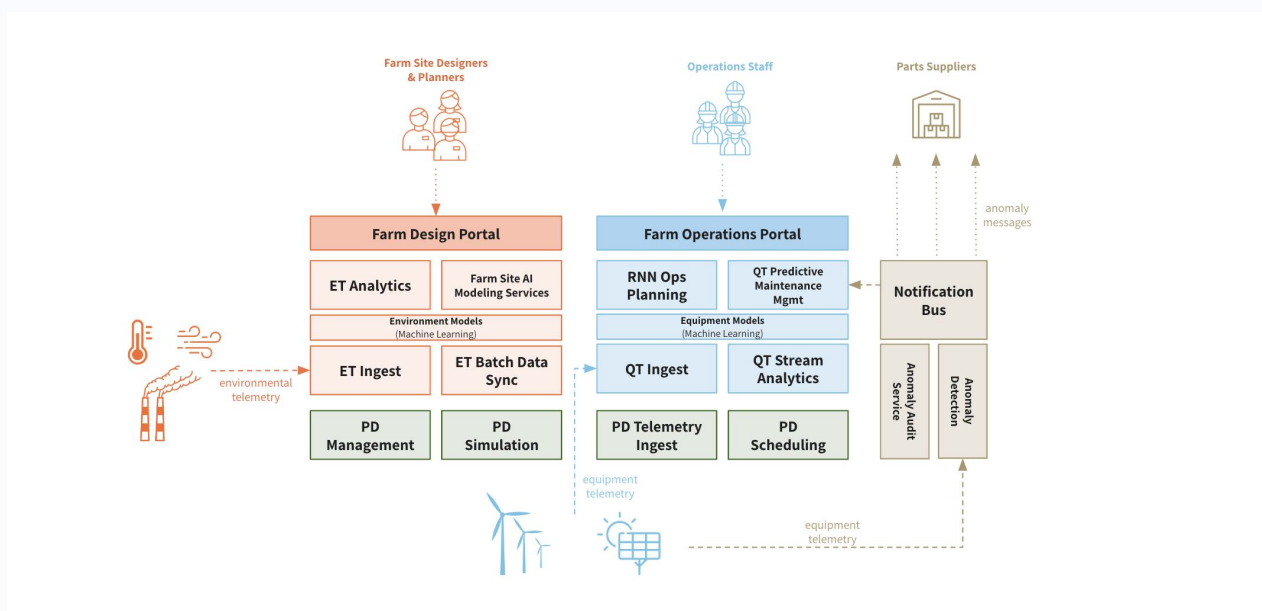 Farm Site Designers
& Planners
Operations Staff
Parts Suppliers
anomaly
messages
Farm Design Portal
Farm Operations Portal
ET Analytics
Farm Site AI
Modeling Services
RNN Ops
Planning
QT Predictive
Maintenance
Mgmt
Notification
Bus
Environment Models
(Machine Learning)
Equipment Models
(Machine Learning)
environmental
telemetry
ET Ingest
ET Batch Data
Sync
QT Ingest
QT Stream
Analytics
Anomaly Audit
Service
Anomaly
Detection
PD
Management
PD
Simulation
PD Telemetry
Ingest
PD
Scheduling
equipment
telemetry
equipment
telemetry